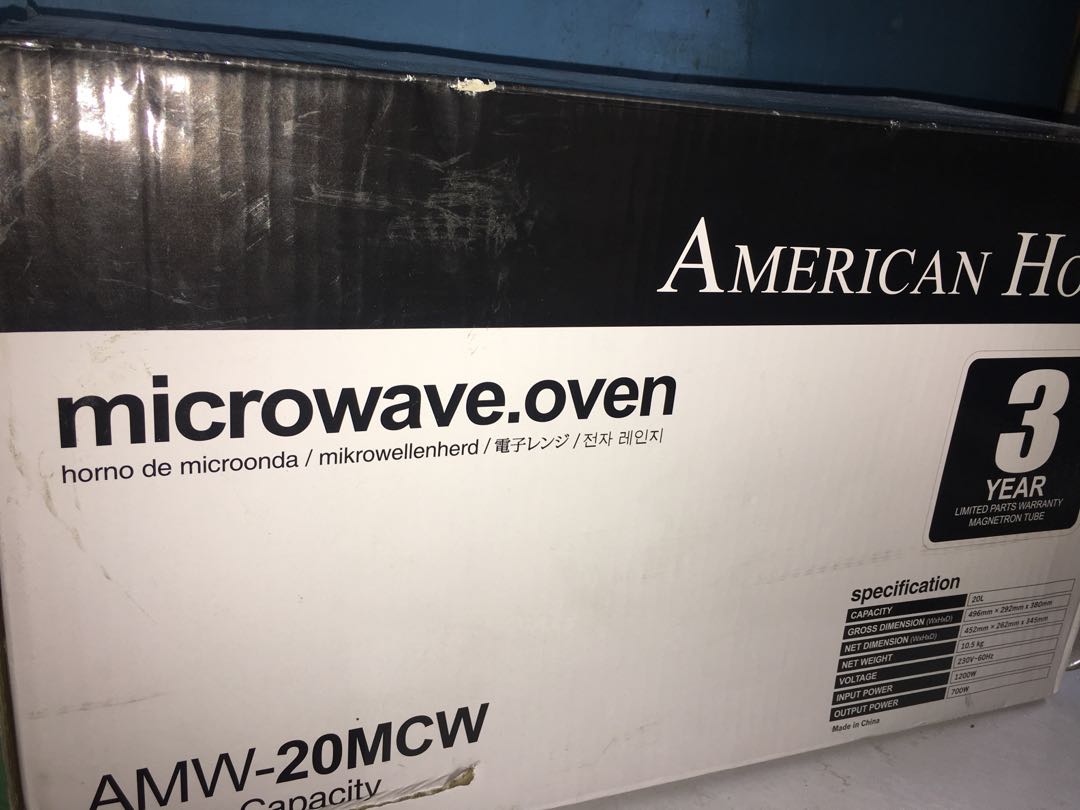 AMERICAN HO
microwave.oven
horno de microonda / mikrowellenherd / 電子レンジ / 전자 레인지
3
YEAR
LIMITED PARTS WARRANTY
MAGNETRON TUBE
specification
CAPACITY 20L
GROSS DIMENSION (WxHxD) 496mm × 292mm x 380mm
NET DIMENSION (WxHxD) 452mm × 262mm x 345mm
NET WEIGHT 10.5 kg
VOLTAGE 230V~60Hz
INPUT POWER 1200W
OUTPUT POWER 700W
Made in China
AMW-20MCW
Capacity